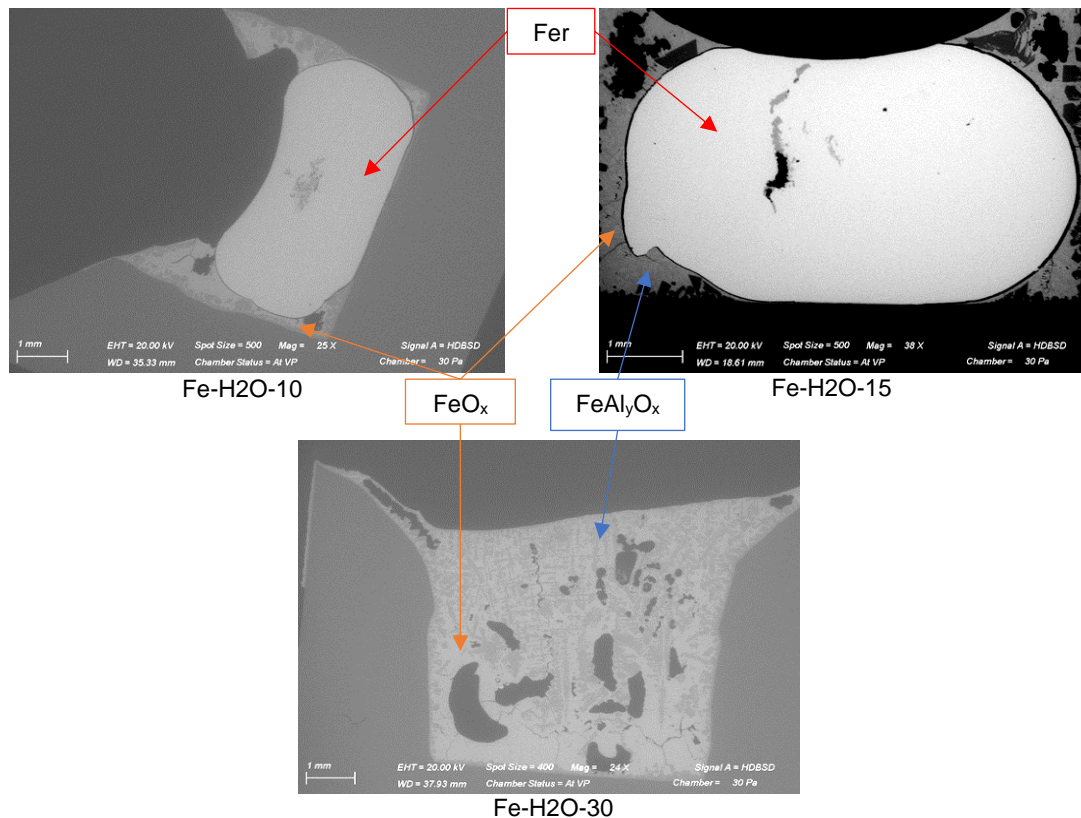 Fer
1 mm
EHT = 20.00 kV Spot Size = 500 Mag = 25 X Signal A = HDBSD
WD = 35.33 mm Chamber Status = At VP Chamber = 30 Pa
Fe-H2O-10
1 mm
EHT = 20.00 kV Spot Size = 500 Mag = 38 X Signal A = HDBSD
WD = 18.61 mm Chamber Status = At VP Chamber = 30 Pa
Fe-H2O-15
FeOₓ
FeAlᵧOₓ
1 mm
EHT = 20.00 kV Spot Size = 400 Mag = 24 X Signal A = HDBSD
WD = 37.93 mm Chamber Status = At VP Chamber = 30 Pa
Fe-H2O-30